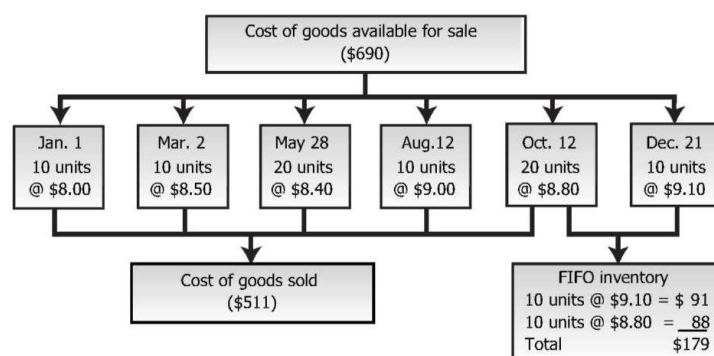 Cost of goods available for sale
($690)
Jan. 1
10 units
@ $8.00
Mar. 2
10 units
@ $8.50
May 28
20 units
@ $8.40
Aug.12
10 units
@ $9.00
Oct. 12
20 units
@ $8.80
Dec. 21
10 units
@ $9.10
Cost of goods sold
($511)
FIFO inventory
10 units @ $9.10 = $ 91
10 units @ $8.80 = 88
Total $179